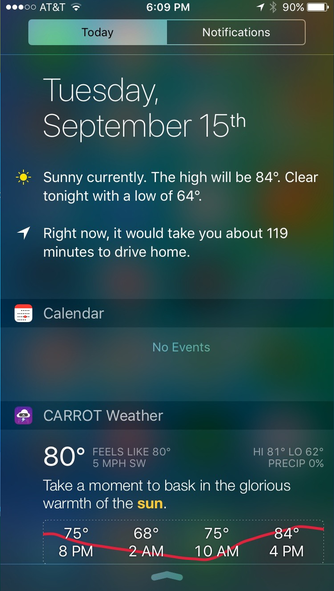 AT&T 6:09 PM 90%
Today Notifications
Tuesday,
September 15th
Sunny currently. The high will be 84°. Clear
tonight with a low of 64°.
Right now, it would take you about 119
minutes to drive home.
Calendar
No Events
CARROT Weather
80° FEELS LIKE 80° HI 81° LO 62°
5 MPH SW PRECIP 0%
Take a moment to bask in the glorious
warmth of the sun.
75° 68° 75° 84°
8 PM 2 AM 10 AM 4 PM